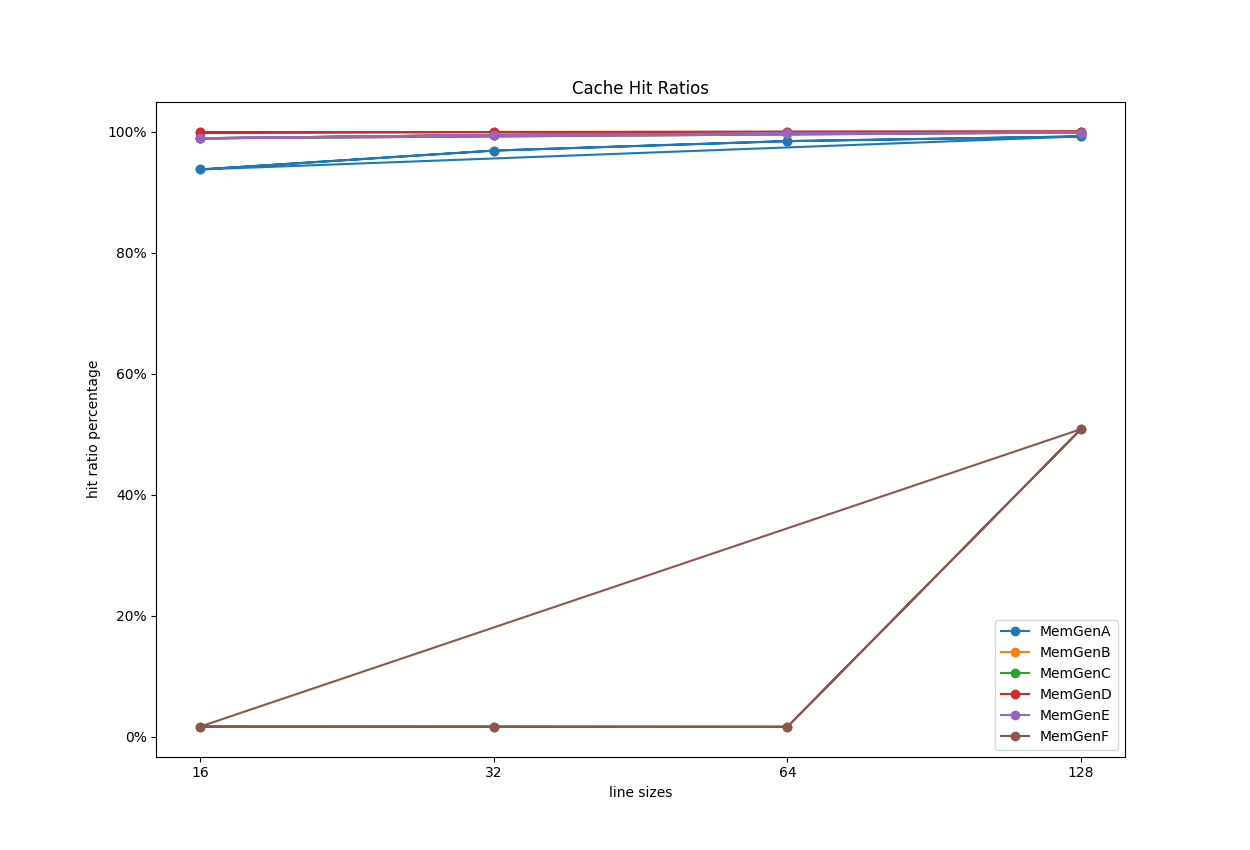 Cache Hit Ratios
100%
80%
60%
40%
20%
0%
hit ratio percentage
16 32 64 128
line sizes
MemGenA
MemGenB
MemGenC
MemGenD
MemGenE
MemGenF